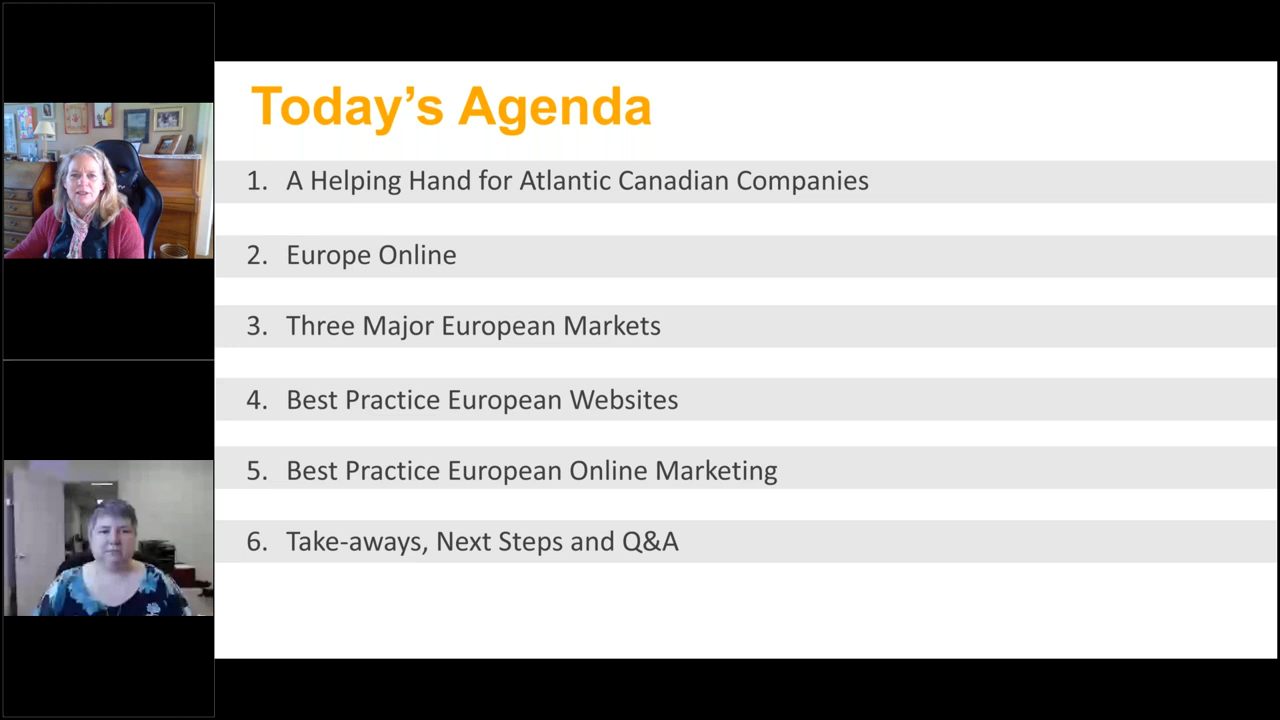 Today's Agenda
1. A Helping Hand for Atlantic Canadian Companies
2. Europe Online
3. Three Major European Markets
4. Best Practice European Websites
5. Best Practice European Online Marketing
6. Take-aways, Next Steps and Q&A